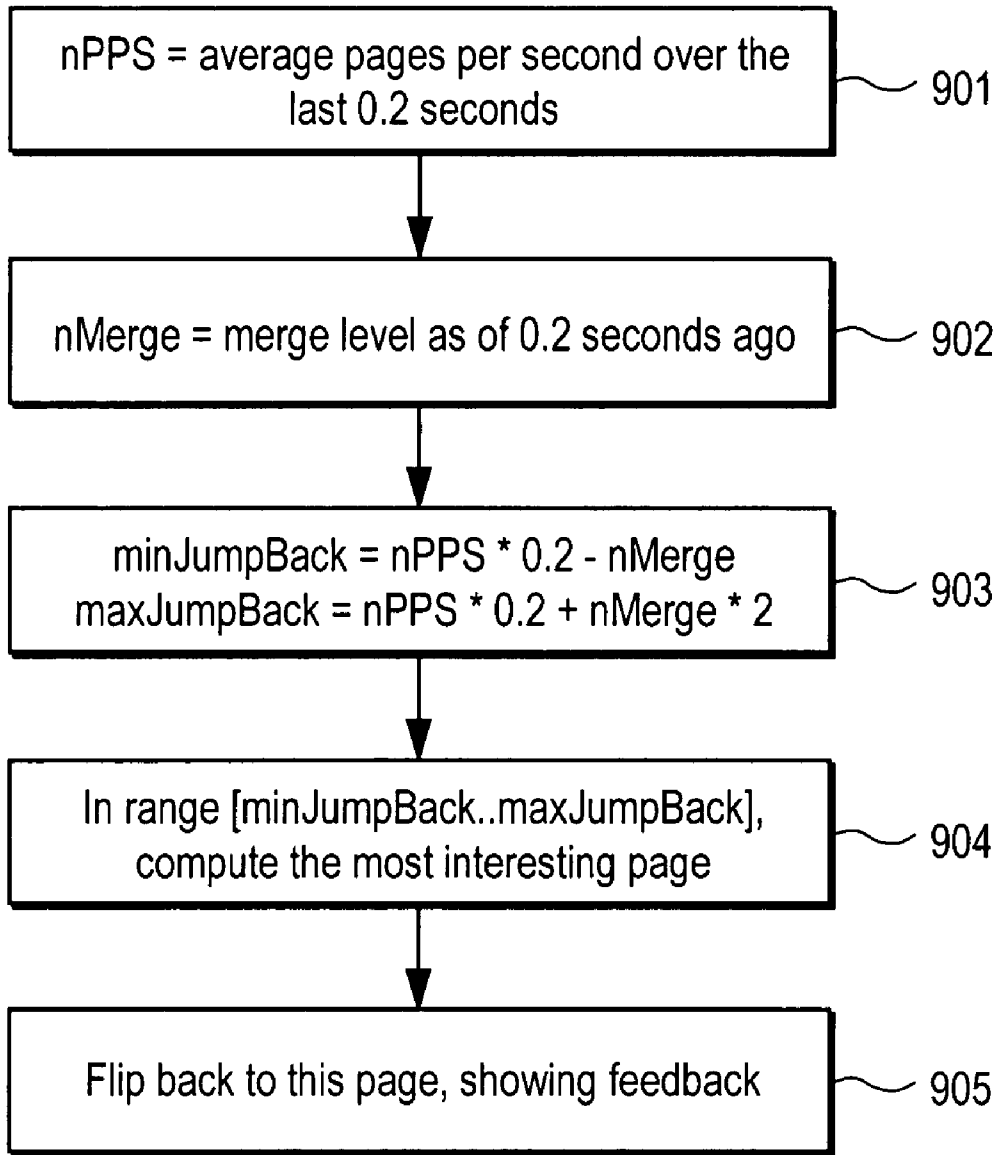 nPPS = average pages per second over the
last 0.2 seconds
901
nMerge = merge level as of 0.2 seconds ago
902
minJumpBack = nPPS * 0.2 - nMerge
maxJumpBack = nPPS * 0.2 + nMerge * 2
903
In range [minJumpBack..maxJumpBack],
compute the most interesting page
904
Flip back to this page, showing feedback
905